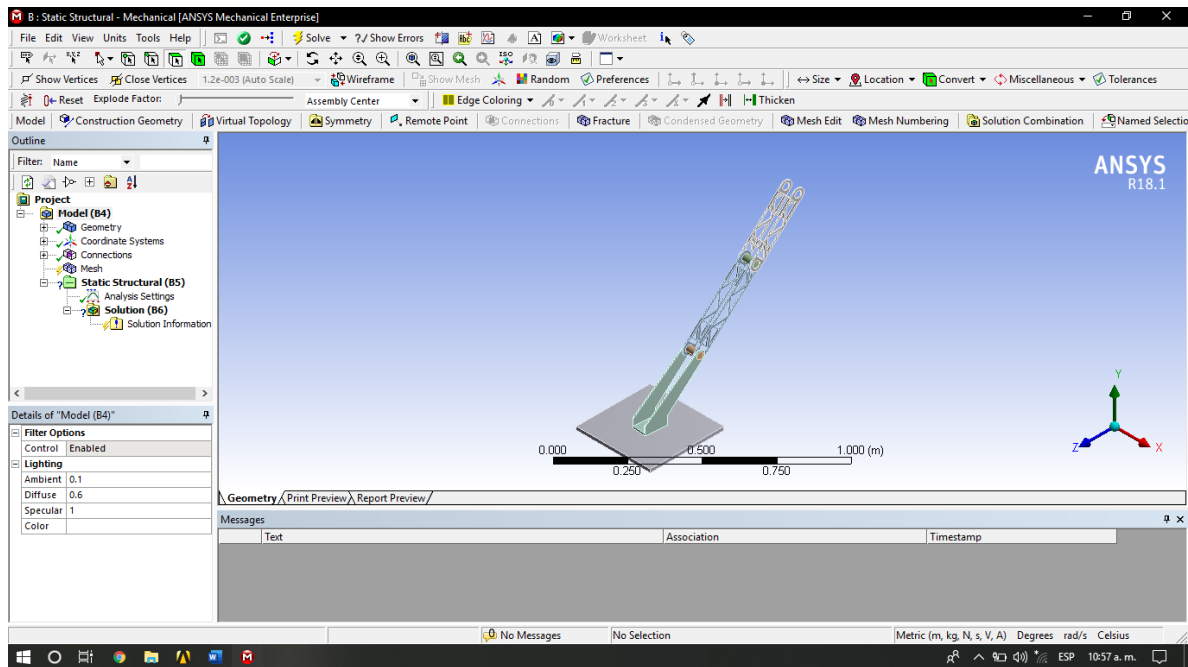 B : Static Structural - Mechanical [ANSYS Mechanical Enterprise]
File Edit View Units Tools Help Solve ?/ Show Errors Worksheet
Show Vertices Close Vertices 1.2e-003 (Auto Scale) Wireframe Show Mesh Random Preferences Size Location Convert Miscellaneous Tolerances
Reset Explode Factor: Assembly Center Edge Coloring Thicken
Model Construction Geometry Virtual Topology Symmetry Remote Point Connections Fracture Condensed Geometry Mesh Edit Mesh Numbering Solution Combination Named Selectio
Outline
Filter: Name
Project
Model (B4)
Geometry
Coordinate Systems
Connections
Mesh
Static Structural (B5)
Analysis Settings
Solution (B6)
Solution Information
Details of "Model (B4)"
Filter Options
Control Enabled
Lighting
Ambient 0.1
Diffuse 0.6
Specular 1
Color
ANSYS
R18.1
Y
Z
X
0.000 0.500 1.000 (m)
0.250 0.750
Geometry Print Preview Report Preview
Messages
Text Association Timestamp
0 No Messages No Selection Metric (m, kg, N, s, V, A) Degrees rad/s Celsius
ESP 10:57 a. m.